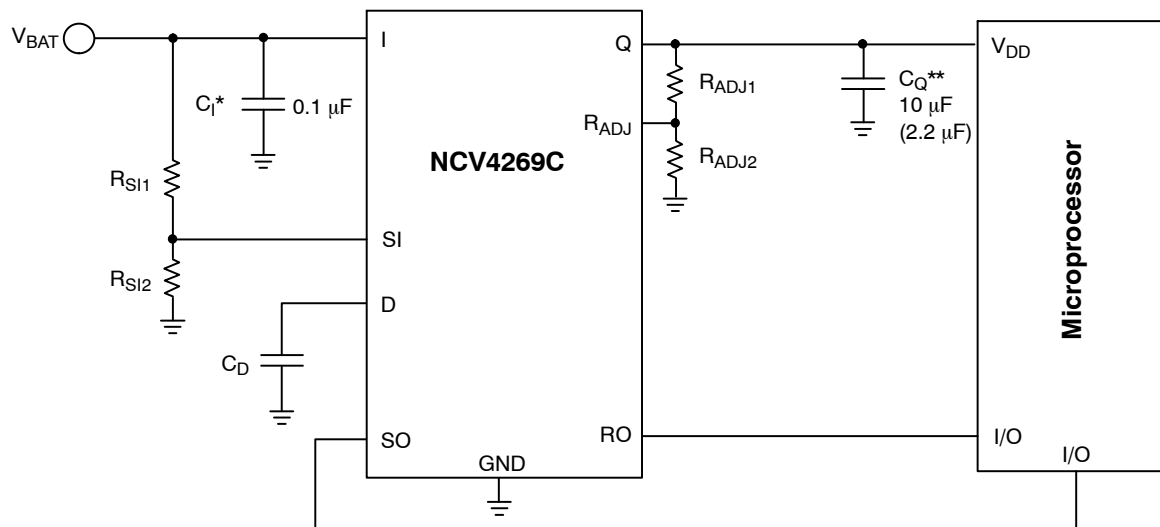 V_BAT
I
Q
V_DD
C_I*
0.1 μF
R_ADJ1
C_Q**
10 μF
(2.2 μF)
R_ADJ
NCV4269C
R_ADJ2
R_SI1
SI
R_SI2
D
Microprocessor
C_D
SO
RO
I/O
GND
I/O